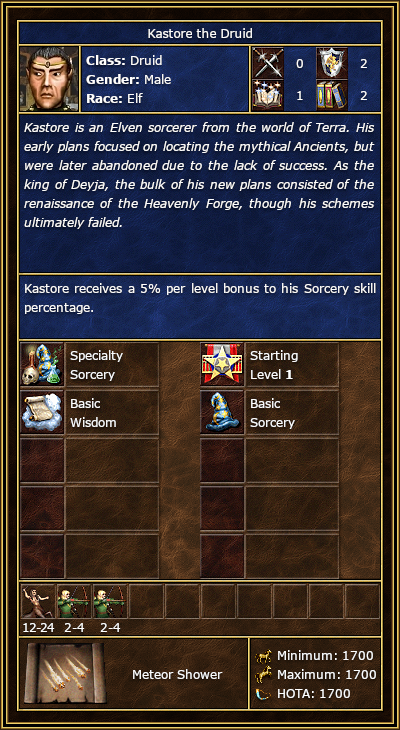 Kastore the Druid
Class: Druid
Gender: Male
Race: Elf
0
2
1
2
Kastore is an Elven sorcerer from the world of Terra. His
early plans focused on locating the mythical Ancients, but
were later abandoned due to the lack of success. As the
king of Deyja, the bulk of his new plans consisted of the
renaissance of the Heavenly Forge, though his schemes
ultimately failed.
Kastore receives a 5% per level bonus to his Sorcery skill
percentage.
Specialty
Sorcery
Starting
Level 1
Basic
Wisdom
Basic
Sorcery
12-24
2-4
2-4
Meteor Shower
Minimum: 1700
Maximum: 1700
HOTA: 1700